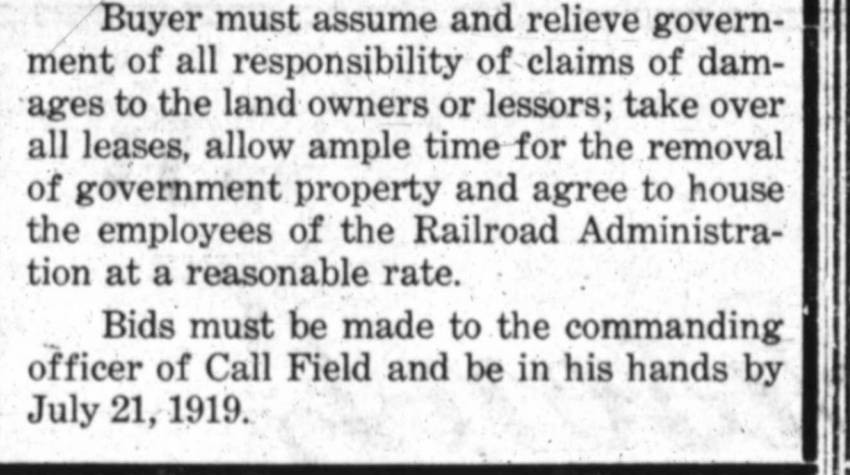 Buyer must assume and relieve govern-
ment of all responsibility of claims of dam-
ages to the land owners or lessors; take over
all leases, allow ample time for the removal
of government property and agree to house
the employees of the Railroad Administra-
tion at a reasonable rate.
Bids must be made to the commanding
officer of Call Field and be in his hands by
July 21, 1919.